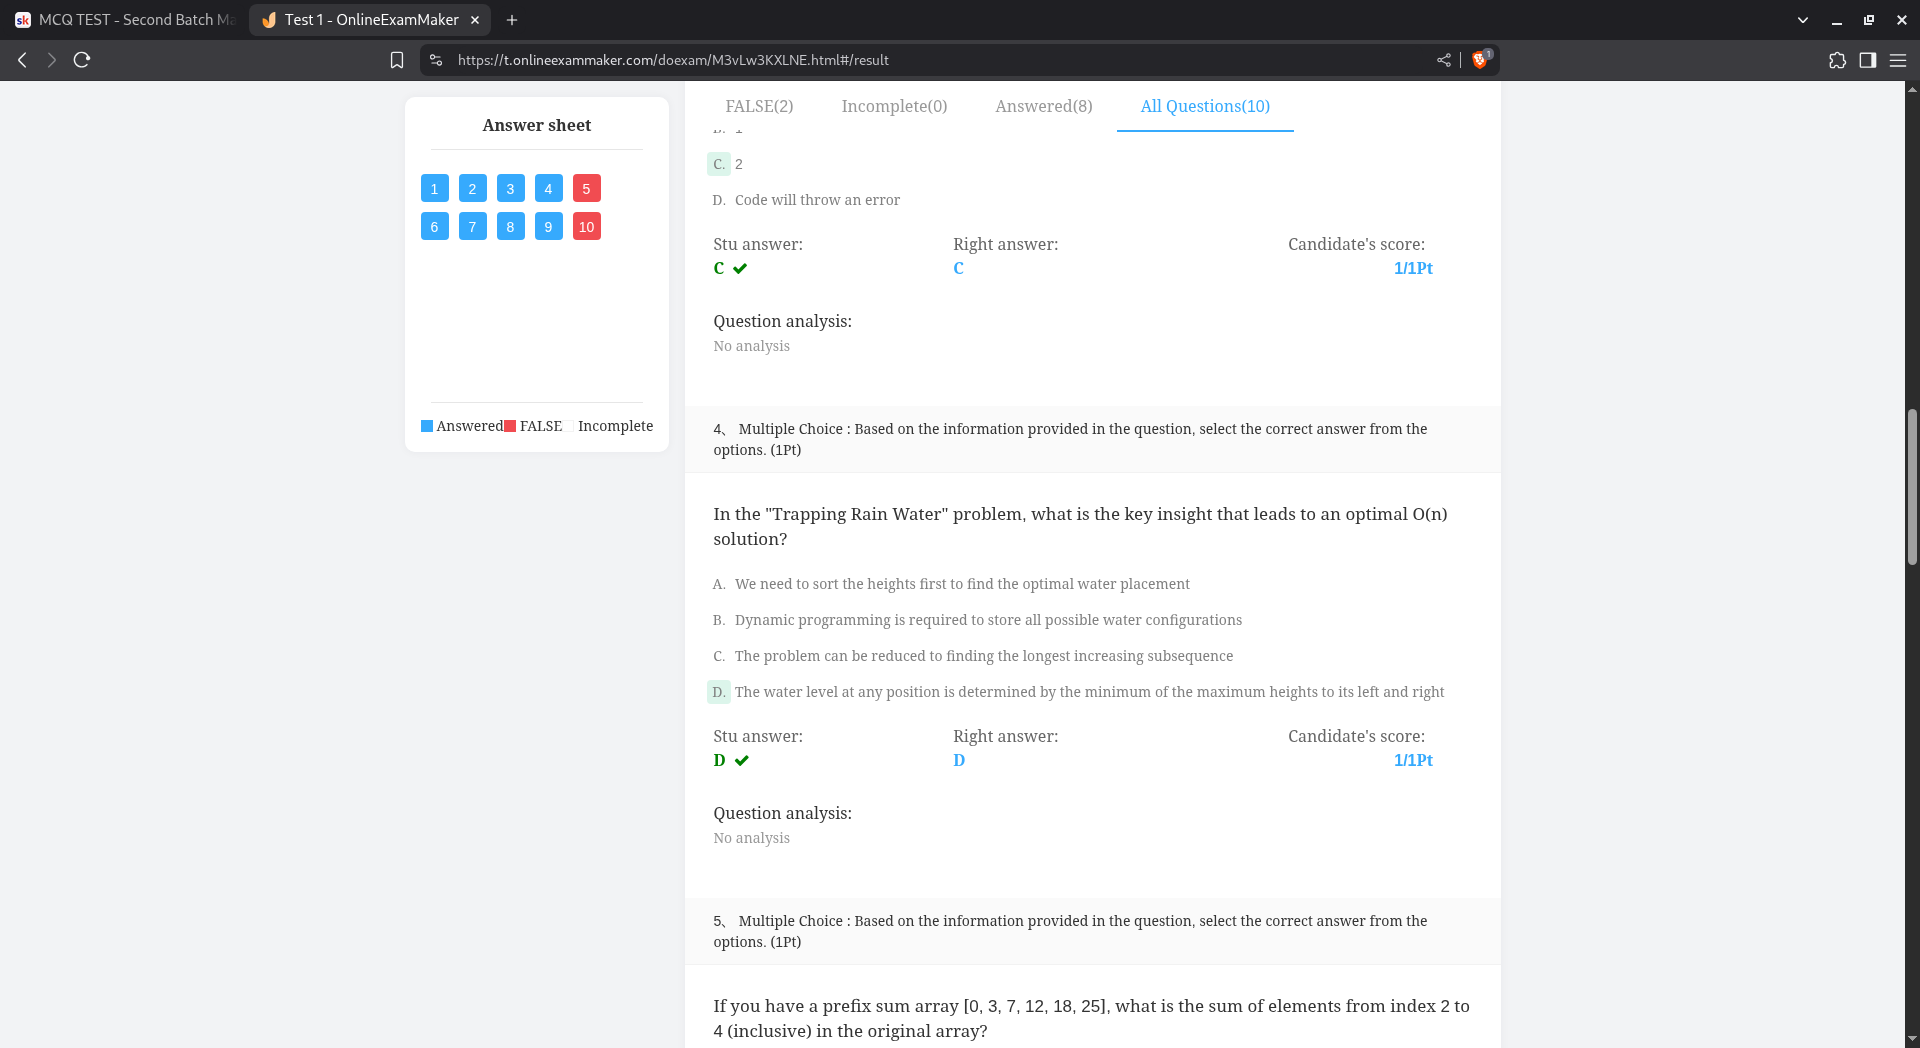 MCQ TEST - Second Batch Ma
Test 1 - OnlineExamMaker
https://t.onlineexammaker.com/doexam/M3vLw3KXLNE.html#/result
1
Answer sheet
1 2 3 4 5
6 7 8 9 10
Answered FALSE Incomplete
FALSE(2) Incomplete(0) Answered(8) All Questions(10)
C. 2
D. Code will throw an error
Stu answer: Right answer: Candidate's score:
C C 1/1Pt
Question analysis:
No analysis
4、 Multiple Choice : Based on the information provided in the question, select the correct answer from the
options. (1Pt)
In the "Trapping Rain Water" problem, what is the key insight that leads to an optimal O(n)
solution?
A. We need to sort the heights first to find the optimal water placement
B. Dynamic programming is required to store all possible water configurations
C. The problem can be reduced to finding the longest increasing subsequence
D. The water level at any position is determined by the minimum of the maximum heights to its left and right
Stu answer: Right answer: Candidate's score:
D D 1/1Pt
Question analysis:
No analysis
5、 Multiple Choice : Based on the information provided in the question, select the correct answer from the
options. (1Pt)
If you have a prefix sum array [0, 3, 7, 12, 18, 25], what is the sum of elements from index 2 to
4 (inclusive) in the original array?